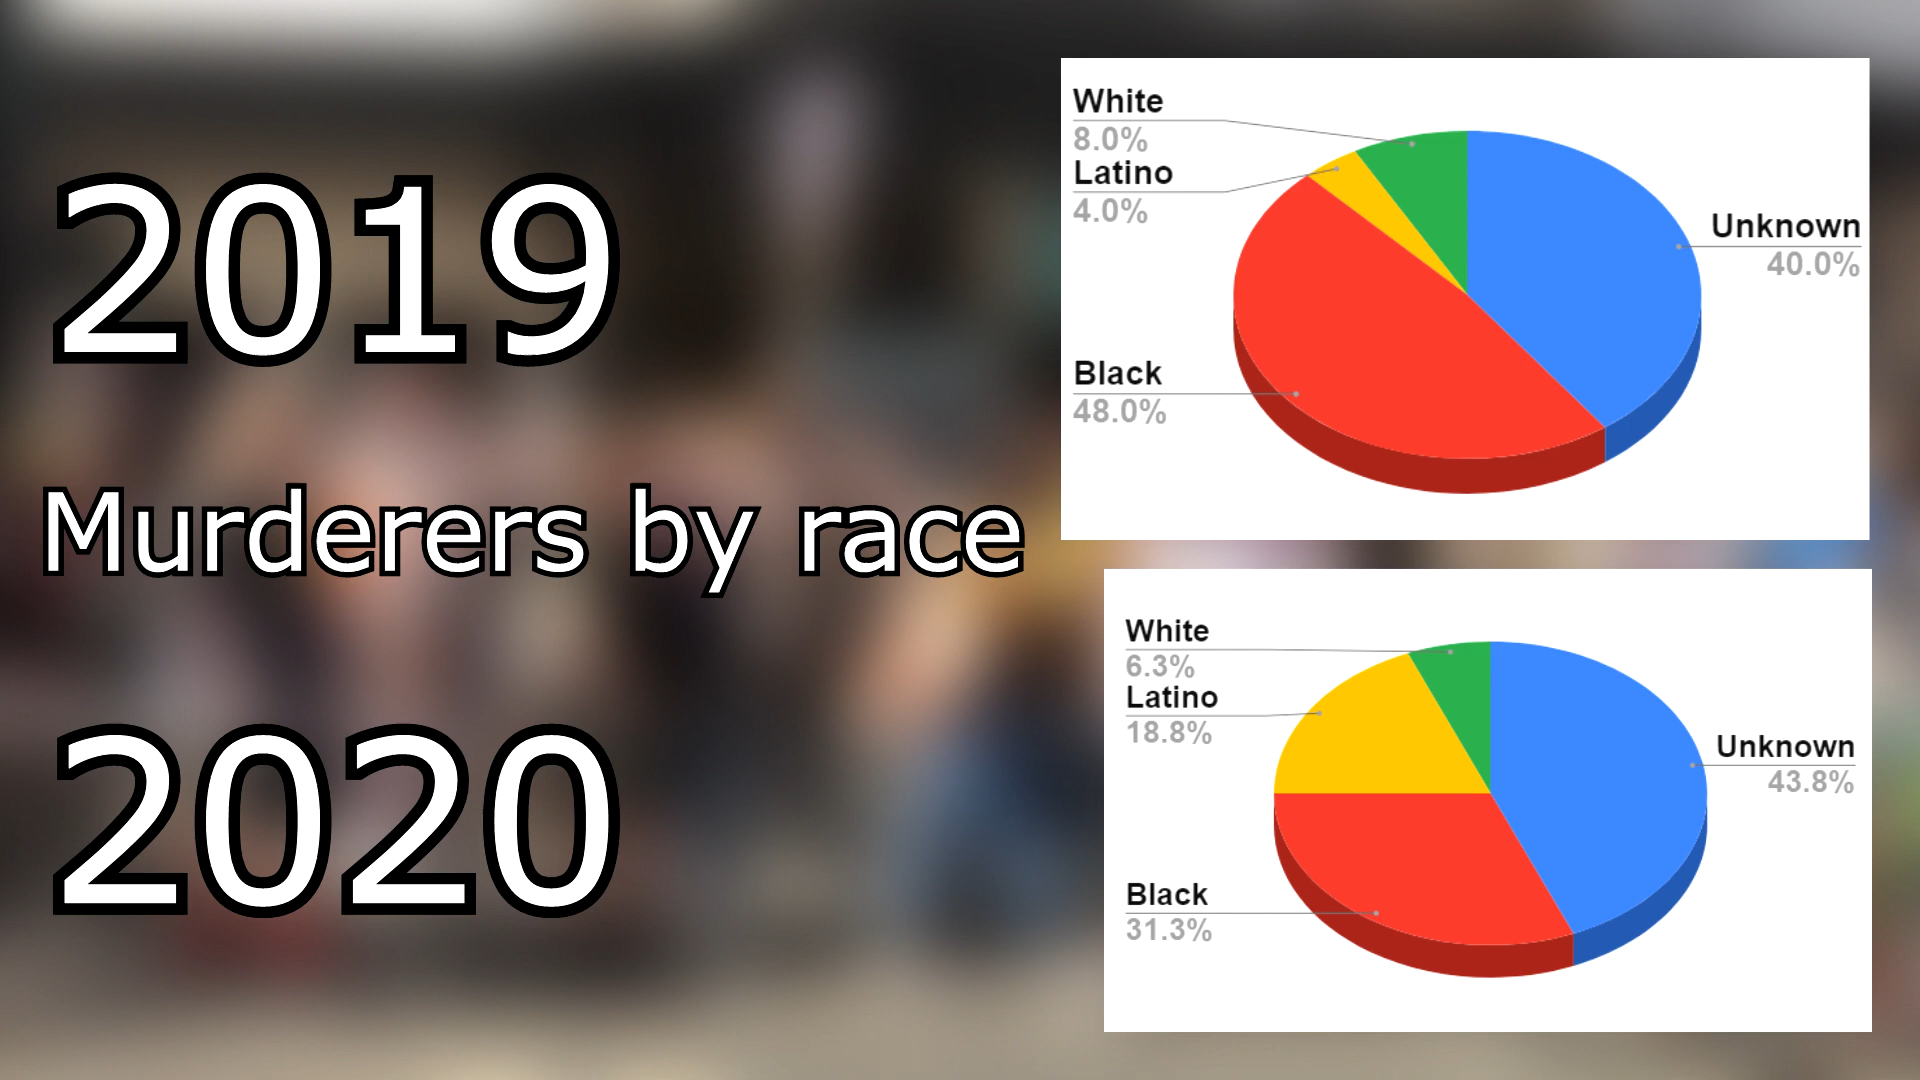 2019
Murderers by race
2020
White
8.0%
Latino
4.0%
Black
48.0%
Unknown
40.0%
White
6.3%
Latino
18.8%
Black
31.3%
Unknown
43.8%